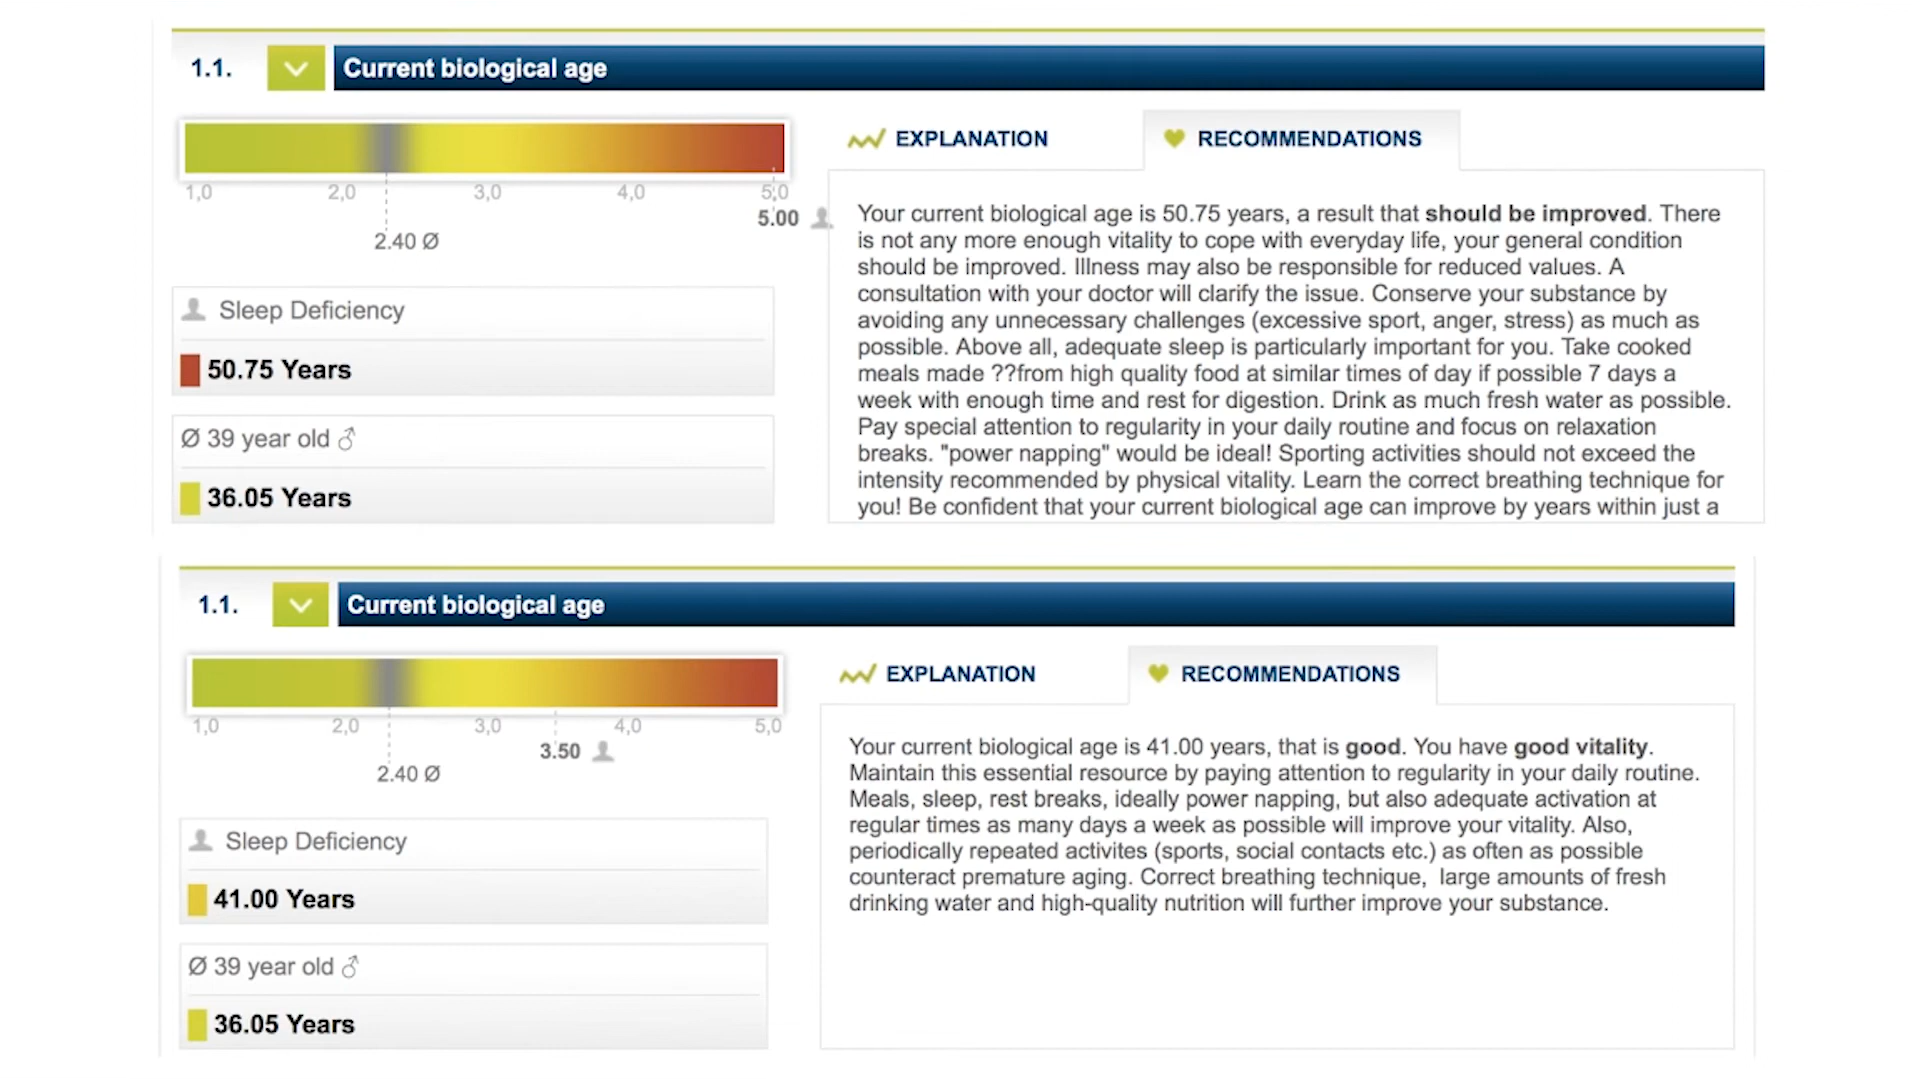 1.1. Current biological age
1,0 2,0 3,0 4,0 5,0
5.00
2.40 Ø
Sleep Deficiency
50.75 Years
Ø 39 year old ♂
36.05 Years
EXPLANATION RECOMMENDATIONS
Your current biological age is 50.75 years, a result that should be improved. There
is not any more enough vitality to cope with everyday life, your general condition
should be improved. Illness may also be responsible for reduced values. A
consultation with your doctor will clarify the issue. Conserve your substance by
avoiding any unnecessary challenges (excessive sport, anger, stress) as much as
possible. Above all, adequate sleep is particularly important for you. Take cooked
meals made ??from high quality food at similar times of day if possible 7 days a
week with enough time and rest for digestion. Drink as much fresh water as possible.
Pay special attention to regularity in your daily routine and focus on relaxation
breaks. "power napping" would be ideal! Sporting activities should not exceed the
intensity recommended by physical vitality. Learn the correct breathing technique for
you! Be confident that your current biological age can improve by years within just a
1.1. Current biological age
1,0 2,0 3,0 4,0 5,0
3.50
2.40 Ø
Sleep Deficiency
41.00 Years
Ø 39 year old ♂
36.05 Years
EXPLANATION RECOMMENDATIONS
Your current biological age is 41.00 years, that is good. You have good vitality.
Maintain this essential resource by paying attention to regularity in your daily routine.
Meals, sleep, rest breaks, ideally power napping, but also adequate activation at
regular times as many days a week as possible will improve your vitality. Also,
periodically repeated activites (sports, social contacts etc.) as often as possible
counteract premature aging. Correct breathing technique,  large amounts of fresh
drinking water and high-quality nutrition will further improve your substance.